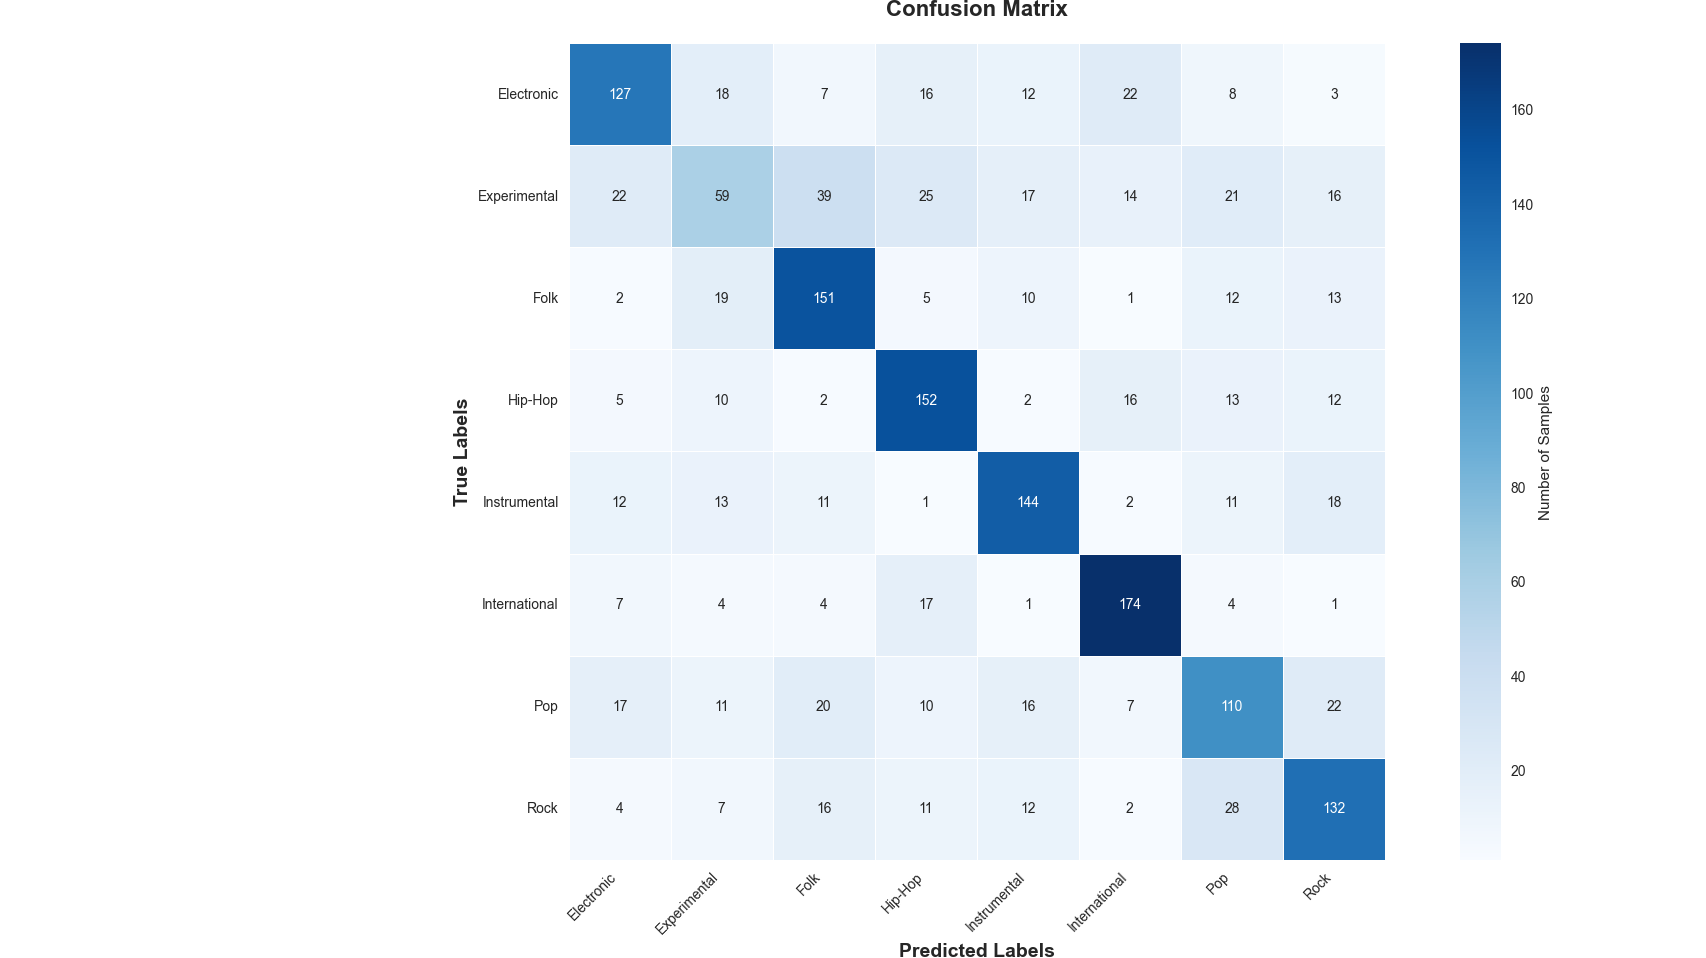 Confusion Matrix
Electronic 127 18 7 16 12 22 8 3
Experimental 22 59 39 25 17 14 21 16
Folk 2 19 151 5 10 1 12 13
Hip-Hop 5 10 2 152 2 16 13 12
Instrumental 12 13 11 1 144 2 11 18
International 7 4 4 17 1 174 4 1
Pop 17 11 20 10 16 7 110 22
Rock 4 7 16 11 12 2 28 132
Electronic Experimental Folk Hip-Hop Instrumental International Pop Rock
Predicted Labels
True Labels
160
140
120
100
80
60
40
20
Number of Samples